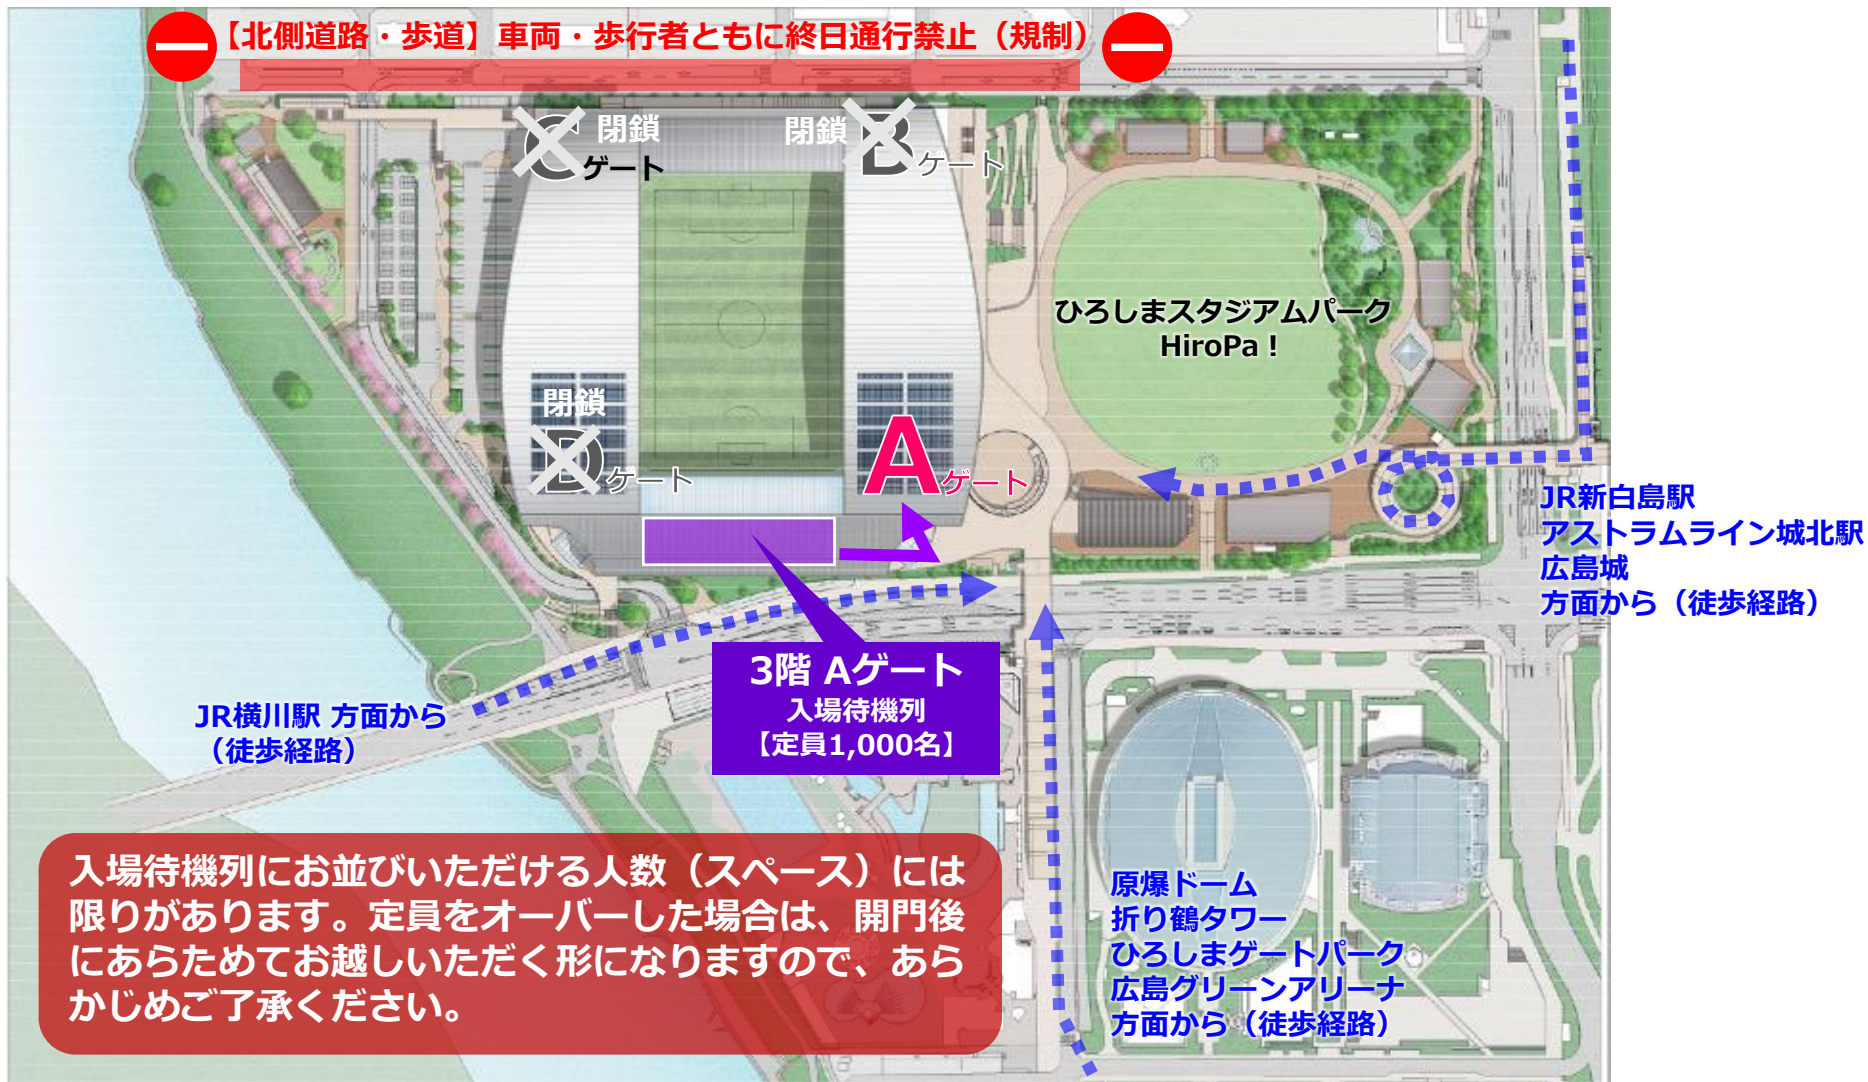 【北側道路・歩道】車両・歩行者ともに終日通行禁止（規制）
C 閉鎖
ゲート
閉鎖 B
ゲート
ひろしまスタジアムパーク
HiroPa！
閉鎖
D ゲート
A ゲート
JR新白島駅
アストラムライン城北駅
広島城
方面から（徒歩経路）
3階 Aゲート
入場待機列
【定員1,000名】
JR横川駅 方面から
（徒歩経路）
入場待機列にお並びいただける人数（スペース）には
限りがあります。定員をオーバーした場合は、開門後
にあらためてお越しいただく形になりますので、あら
かじめご了承ください。
原爆ドーム
折り鶴タワー
ひろしまゲートパーク
広島グリーンアリーナ
方面から（徒歩経路）